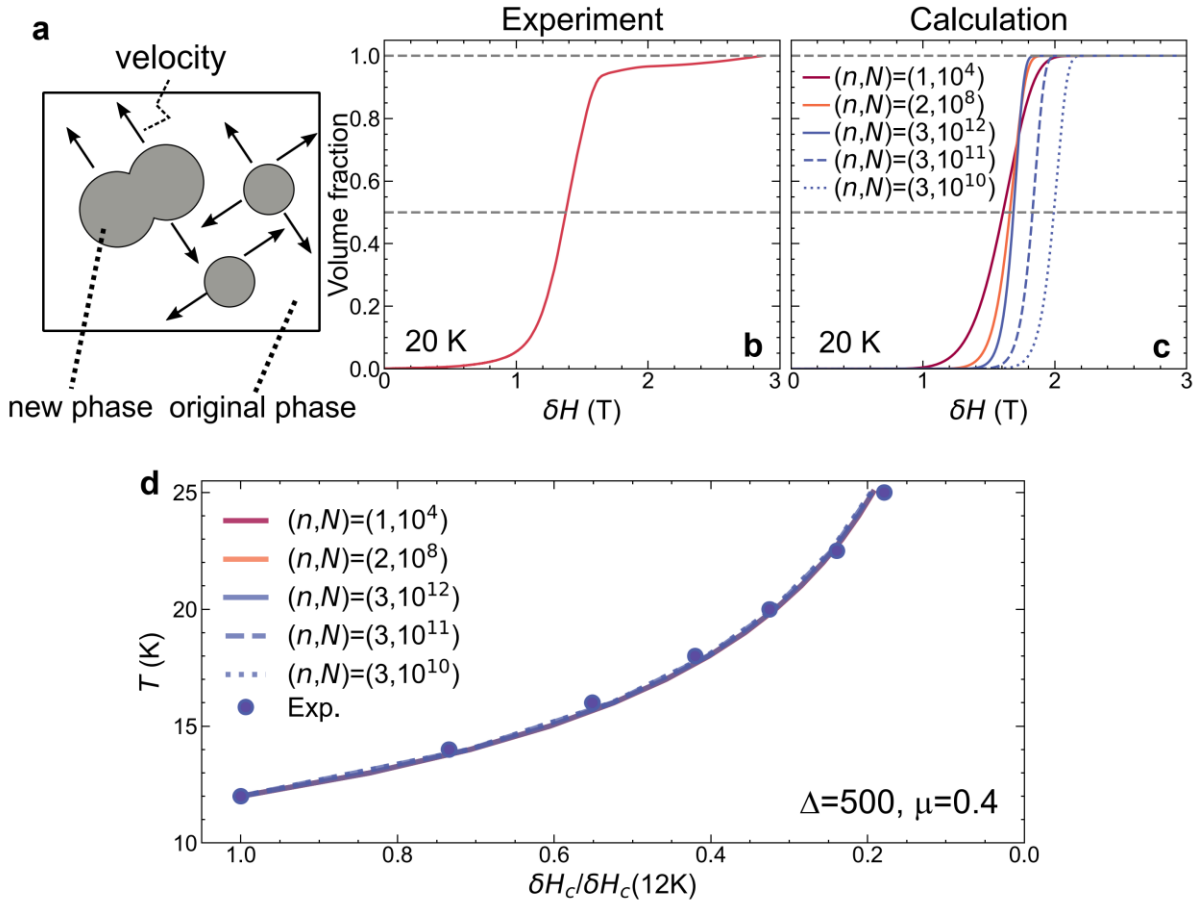 a
velocity
new phase
original phase
Experiment
Volume fraction
1.0
0.8
0.6
0.4
0.2
0.0
20 K
b
0
1
2
3
δH (T)
Calculation
(n,N)=(1,10⁴)
(n,N)=(2,10⁸)
(n,N)=(3,10¹²)
(n,N)=(3,10¹¹)
(n,N)=(3,10¹⁰)
20 K
c
0
1
2
3
δH (T)
d
T (K)
25
20
15
10
(n,N)=(1,10⁴)
(n,N)=(2,10⁸)
(n,N)=(3,10¹²)
(n,N)=(3,10¹¹)
(n,N)=(3,10¹⁰)
Exp.
Δ=500, μ=0.4
1.0
0.8
0.6
0.4
0.2
0.0
δH_c/δH_c(12K)